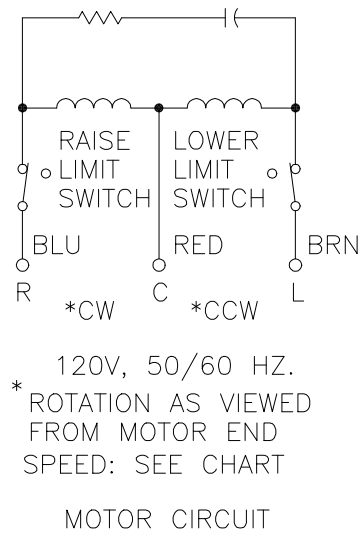 RAISE LOWER
LIMIT LIMIT
SWITCH SWITCH
BLU RED BRN
R C L
*CW *CCW
120V, 50/60 HZ.
* ROTATION AS VIEWED
FROM MOTOR END
SPEED: SEE CHART
MOTOR CIRCUIT